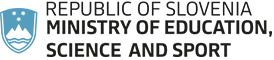 REPUBLIC OF SLOVENIA
MINISTRY OF EDUCATION,
SCIENCE AND SPORT